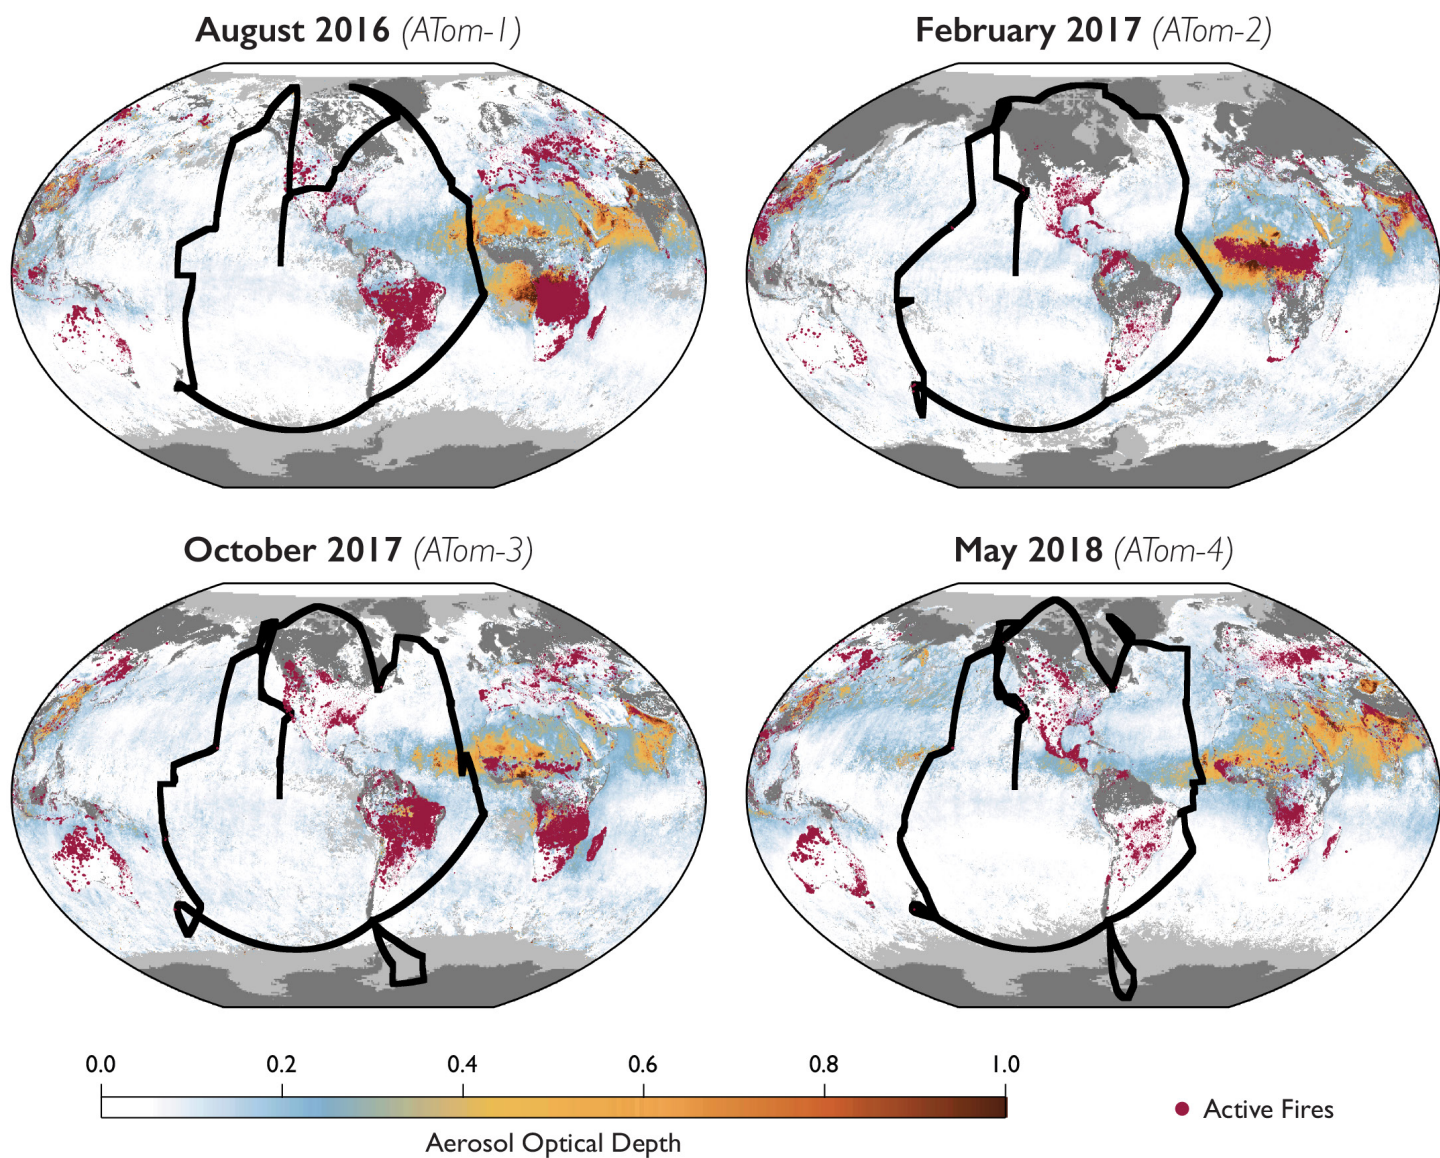 August 2016 (ATom-1)
February 2017 (ATom-2)
October 2017 (ATom-3)
May 2018 (ATom-4)
0.0 0.2 0.4 0.6 0.8 1.0
Aerosol Optical Depth
Active Fires